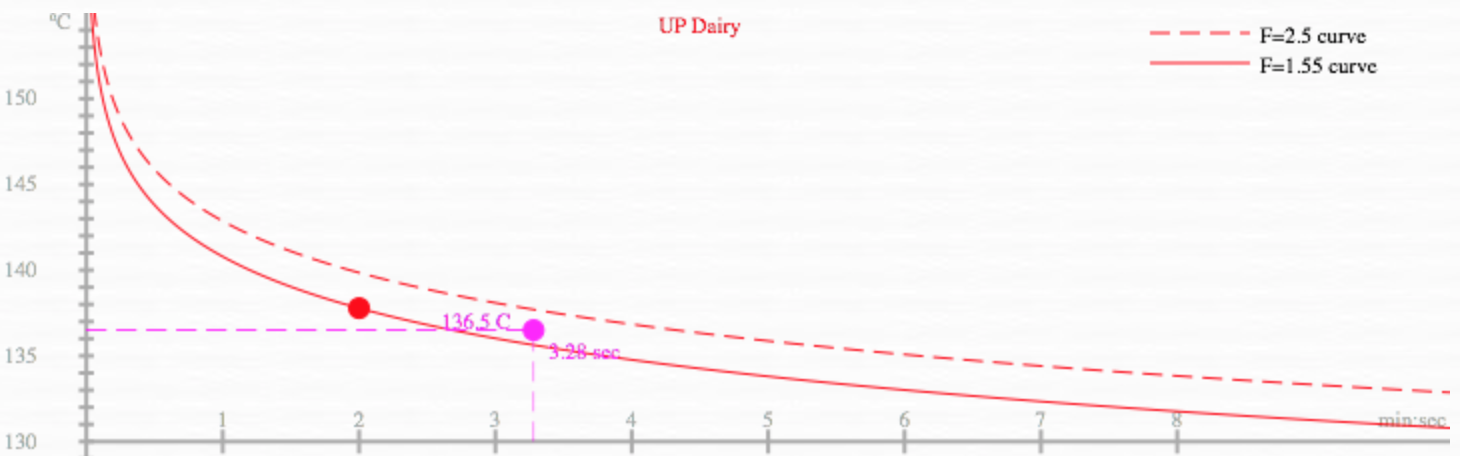 ºC
UP Dairy
F=2.5 curve
F=1.55 curve
150
145
140
136.5 C
3.28 sec
135
1 2 3 4 5 6 7 8 min:sec
130